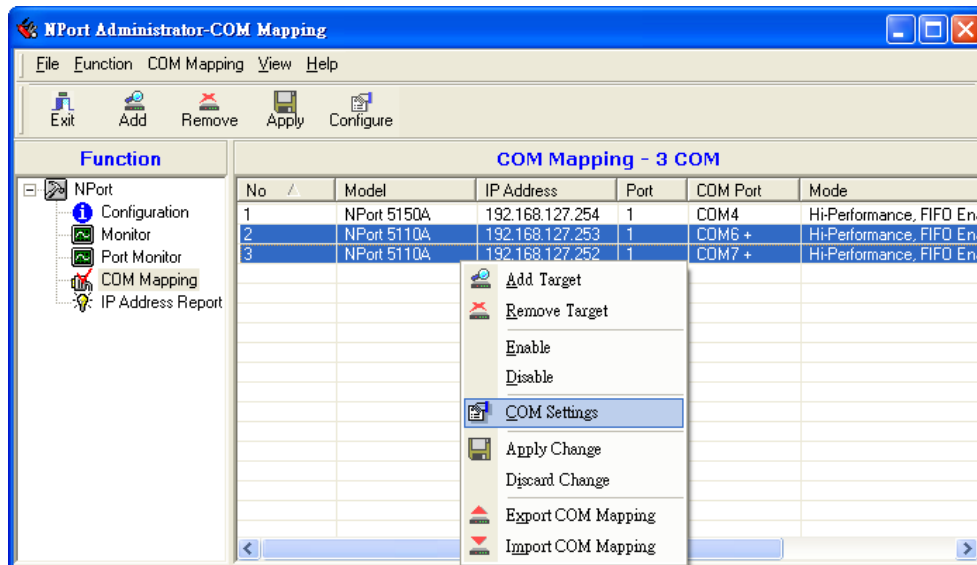 NPort Administrator-COM Mapping
File Function COM Mapping View Help
Exit Add Remove Apply Configure
Function
COM Mapping - 3 COM
NPort
Configuration
Monitor
Port Monitor
COM Mapping
IP Address Report
No Model IP Address Port COM Port Mode
1 NPort 5150A 192.168.127.254 1 COM4 Hi-Performance, FIFO En
2 NPort 5110A 192.168.127.253 1 COM6 + Hi-Performance, FIFO En
3 NPort 5110A 192.168.127.252 1 COM7 + Hi-Performance, FIFO En
Add Target
Remove Target
Enable
Disable
COM Settings
Apply Change
Discard Change
Export COM Mapping
Import COM Mapping